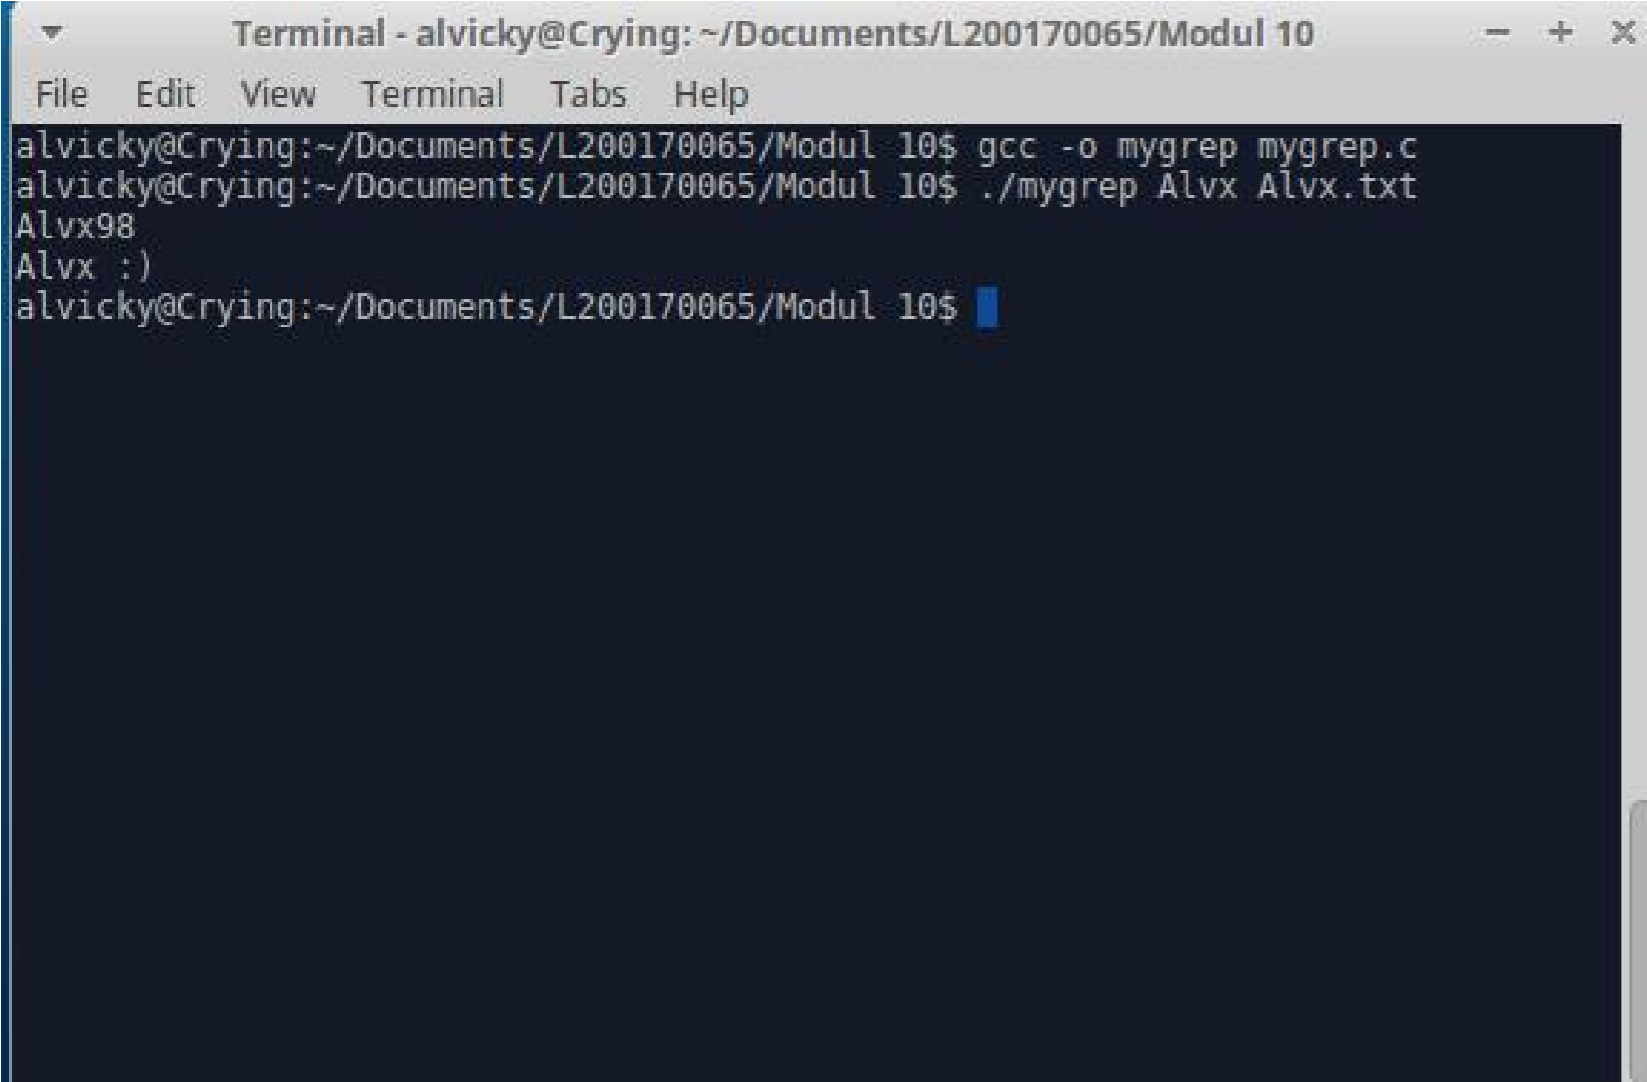 Terminal - alvicky@Crying: ~/Documents/L200170065/Modul 10
File Edit View Terminal Tabs Help
alvicky@Crying:~/Documents/L200170065/Modul 10$ gcc -o mygrep mygrep.c
alvicky@Crying:~/Documents/L200170065/Modul 10$ ./mygrep Alvx Alvx.txt
Alvx98
Alvx :)
alvicky@Crying:~/Documents/L200170065/Modul 10$